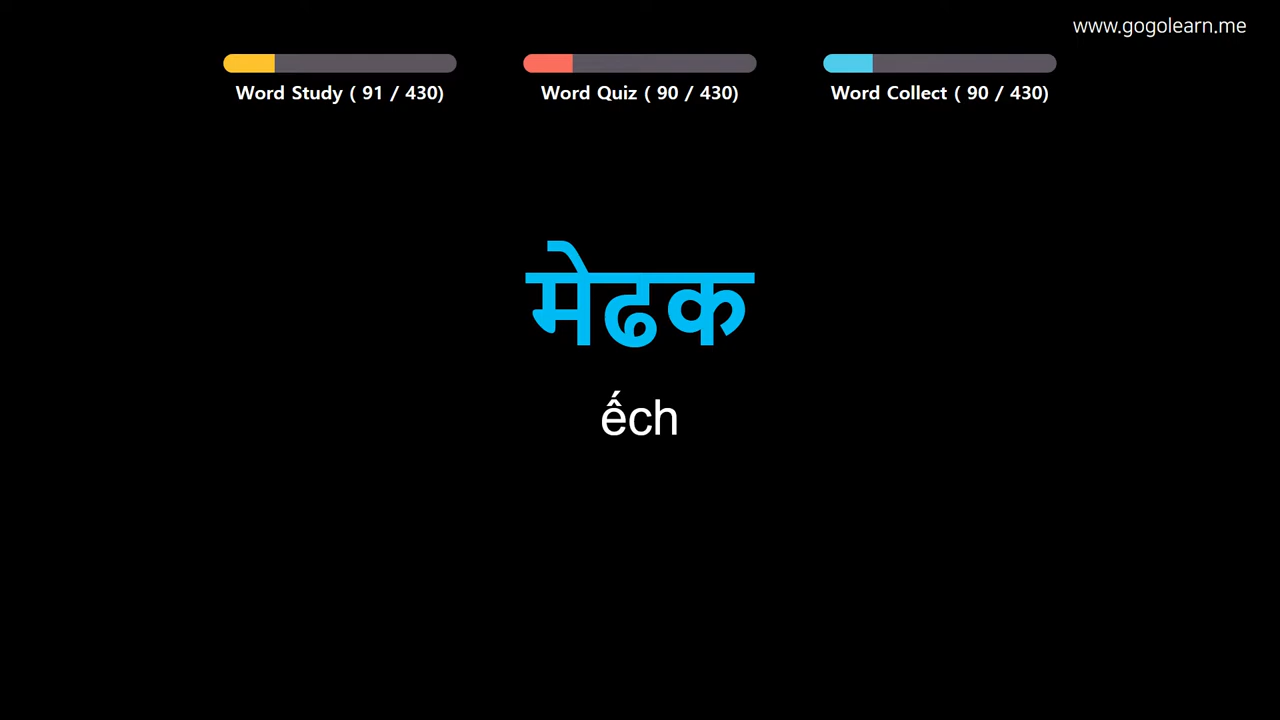 www.gogolearn.me
Word Study ( 91 / 430)
Word Quiz ( 90 / 430)
Word Collect ( 90 / 430)
मेढक
ếch